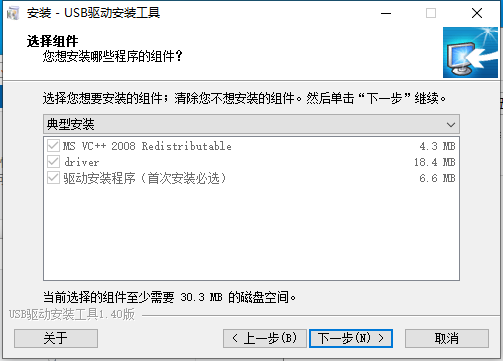 安装 - USB驱动安装工具
选择组件
您想安装哪些程序的组件？
选择您想要安装的组件；清除您不想安装的组件。然后单击“下一步”继续。
典型安装
MS VC++ 2008 Redistributable 4.3 MB
driver 18.4 MB
驱动安装程序（首次安装必选） 6.6 MB
当前选择的组件至少需要 30.3 MB 的磁盘空间。
USB驱动安装工具1.40版
关于 < 上一步(B) 下一步(N) > 取消